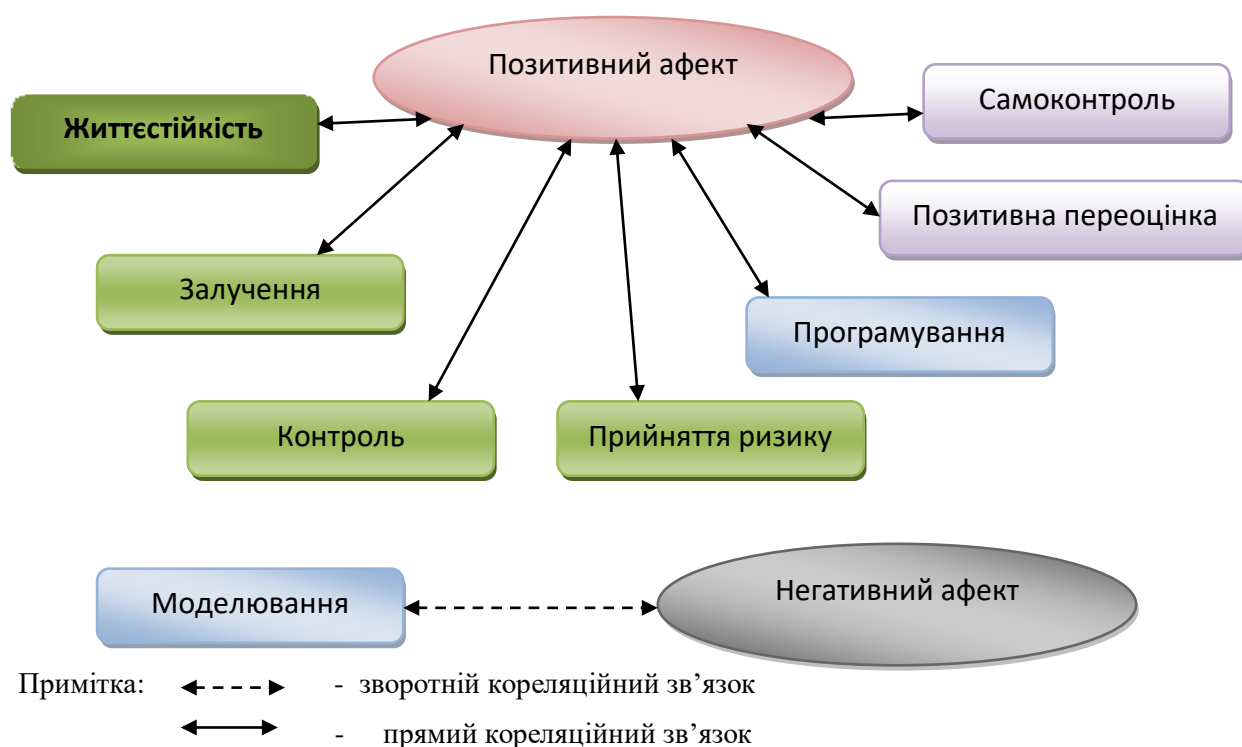 Позитивний афект
Самоконтроль
Життєстійкість
Позитивна переоцінка
Залучення
Програмування
Контроль
Прийняття ризику
Моделювання
Негативний афект
Примітка:
- зворотній кореляційний зв’язок
- прямий кореляційний зв’язок